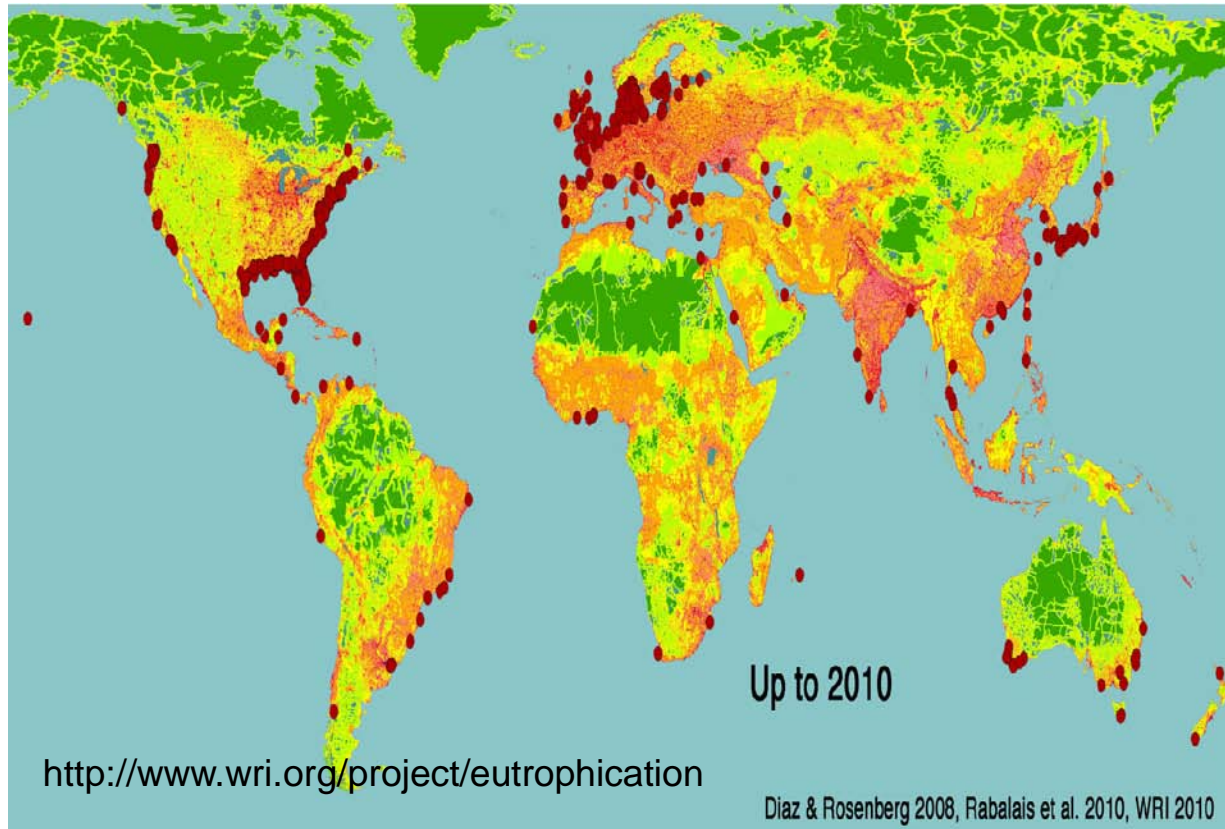 Up to 2010
http://www.wri.org/project/eutrophication
Diaz & Rosenberg 2008, Rabalais et al. 2010, WRI 2010